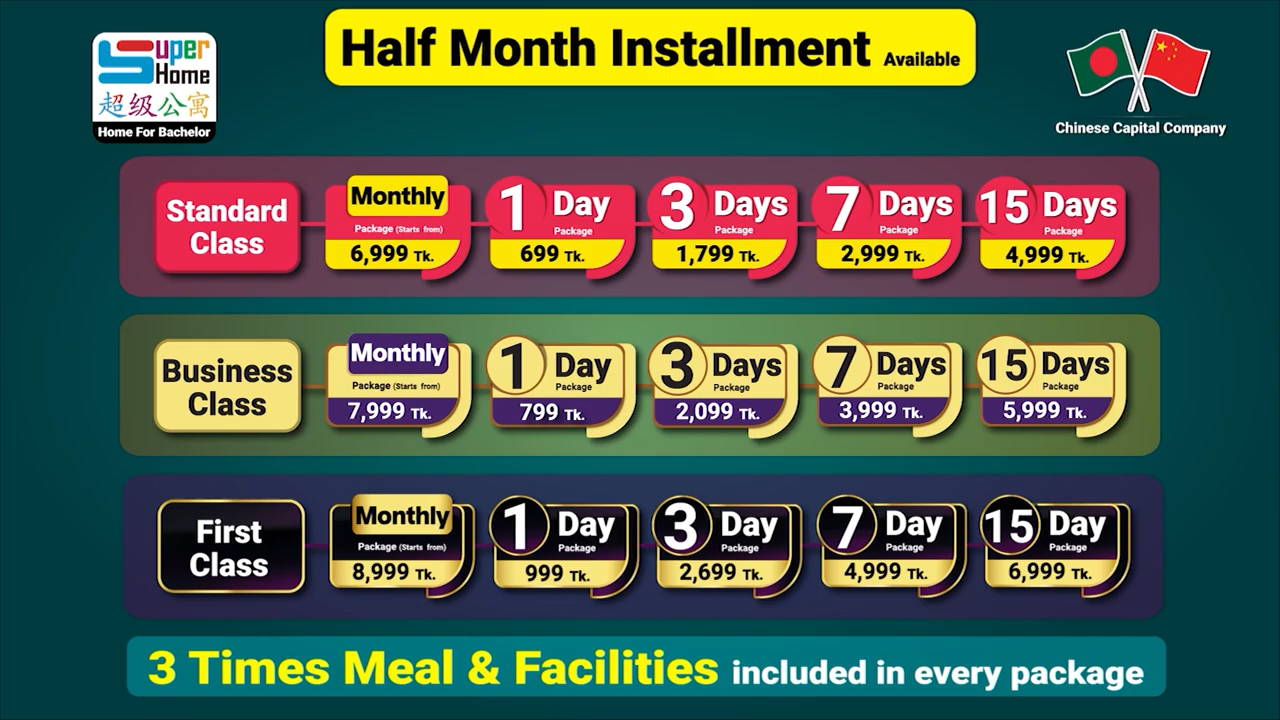 Super
Home
超级公寓
Home For Bachelor
Half Month Installment Available
Chinese Capital Company
Standard
Class
Monthly
Package (Starts from)
6,999 Tk.
1 Day
Package
699 Tk.
3 Days
Package
1,799 Tk.
7 Days
Package
2,999 Tk.
15 Days
Package
4,999 Tk.
Business
Class
Monthly
Package (Starts from)
7,999 Tk.
1 Day
Package
799 Tk.
3 Days
Package
2,099 Tk.
7 Days
Package
3,999 Tk.
15 Days
Package
5,999 Tk.
First
Class
Monthly
Package (Starts from)
8,999 Tk.
1 Day
Package
999 Tk.
3 Day
Package
2,699 Tk.
7 Day
Package
4,999 Tk.
15 Day
Package
6,999 Tk.
3 Times Meal & Facilities included in every package